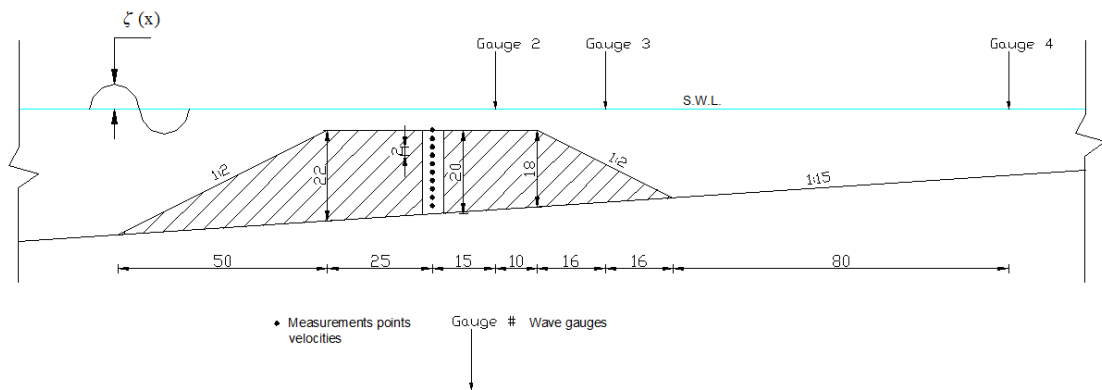 ζ (x)
Gauge 2
Gauge 3
Gauge 4
S.W.L.
1:2
22
2
20
18
1:2
1:15
50
25
15
10
16
16
80
Measurements points
velocities
Gauge # Wave gauges